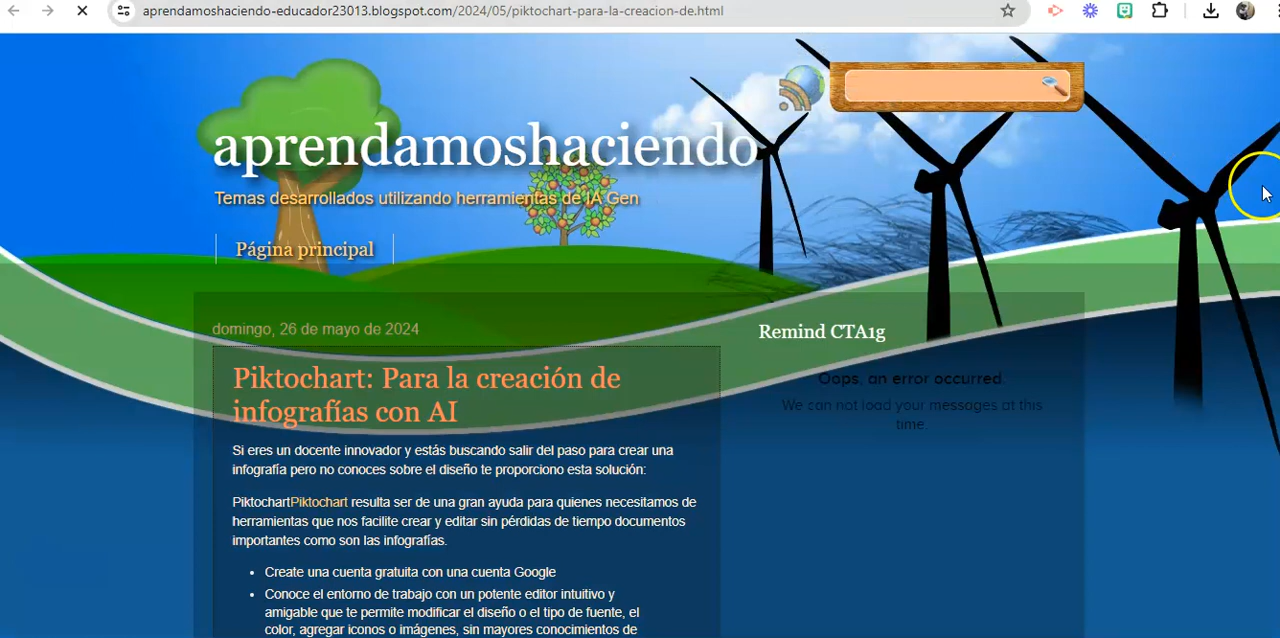 aprendamoshaciendo-educador23013.blogspot.com/2024/05/piktochart-para-la-creacion-de.html
aprendamoshaciendo
Temas desarrollados utilizando herramientas de IA Gen
Página principal
domingo, 26 de mayo de 2024
Piktochart: Para la creación de
infografías con AI
Si eres un docente innovador y estás buscando salir del paso para crear una
infografía pero no conoces sobre el diseño te proporciono esta solución:
PiktochartPiktochart resulta ser de una gran ayuda para quienes necesitamos de
herramientas que nos facilite crear y editar sin pérdidas de tiempo documentos
importantes como son las infografías.
• Create una cuenta gratuita con una cuenta Google
• Conoce el entorno de trabajo con un potente editor intuitivo y
amigable que te permite modificar el diseño o el tipo de fuente, el
color, agregar iconos o imágenes, sin mayores conocimientos de
Remind CTA1g
Oops, an error occurred.
We can not load your messages at this
time.